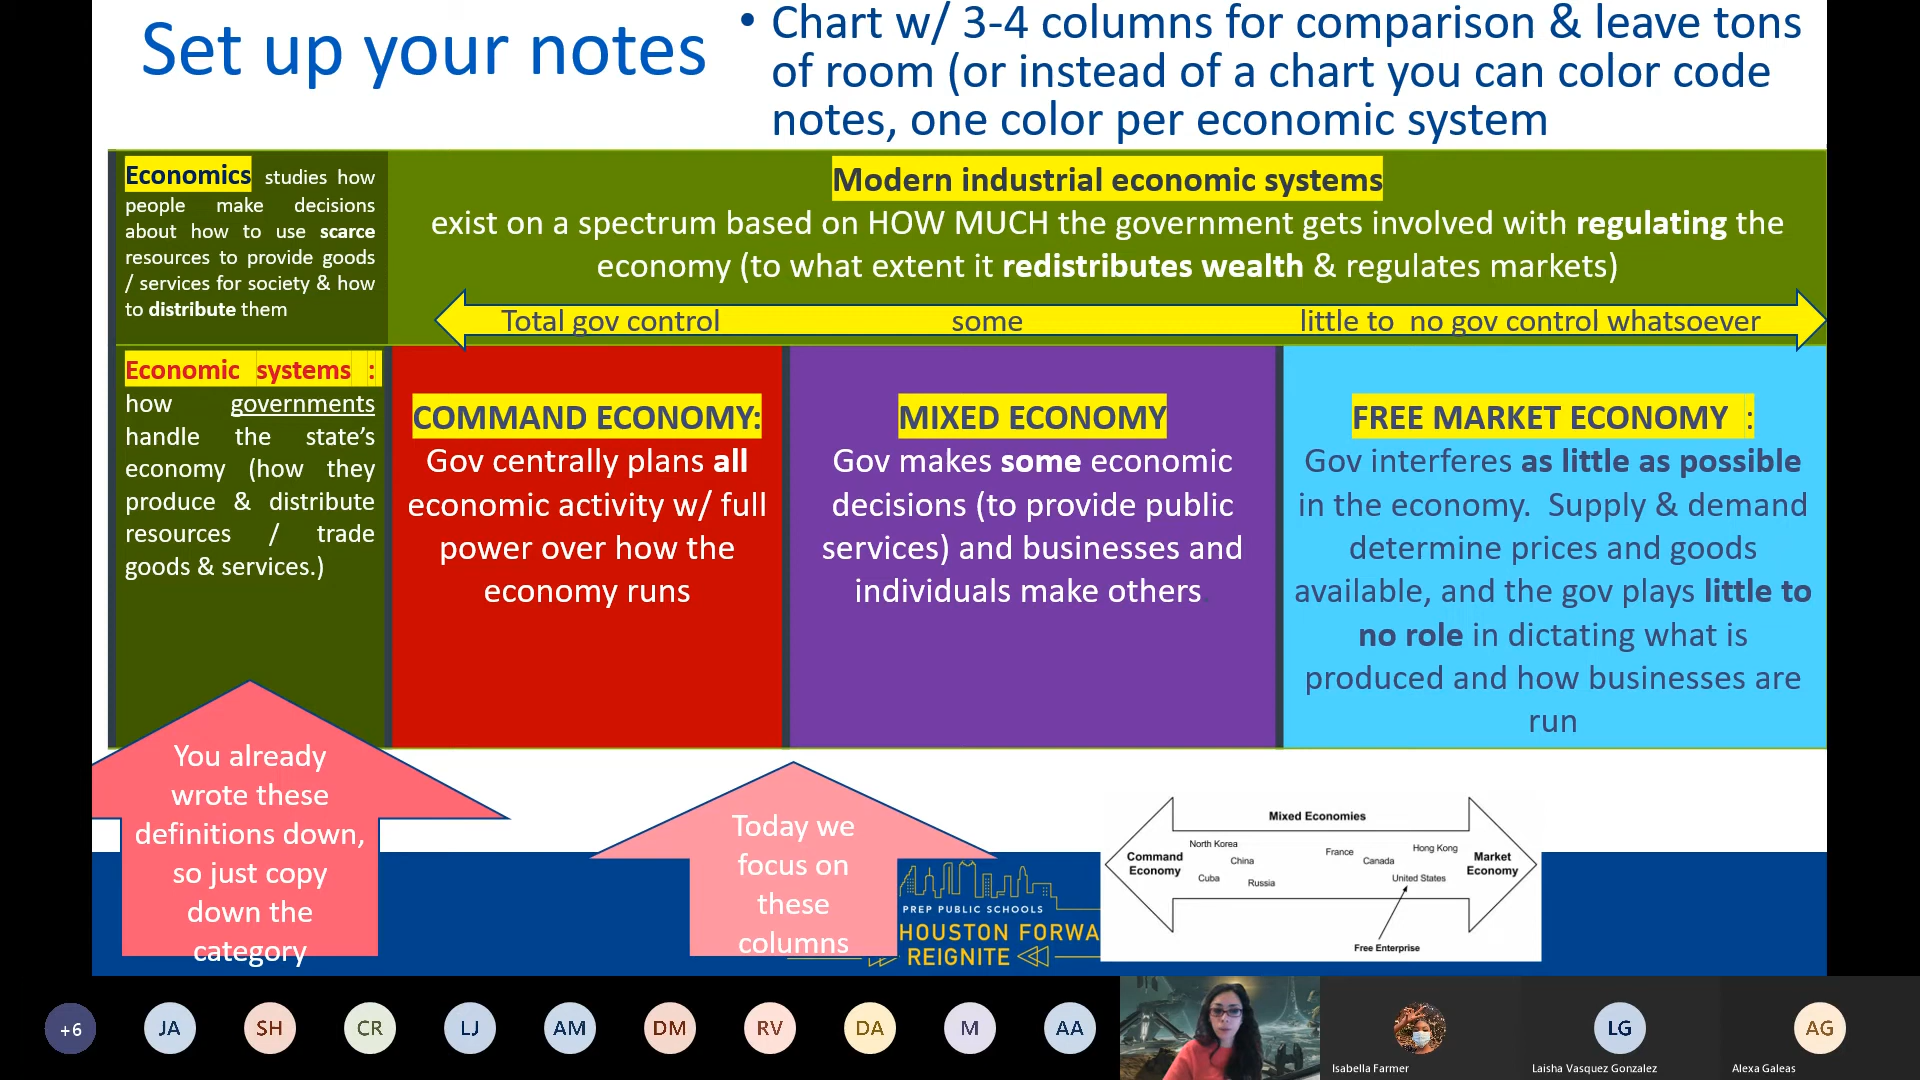 Set up your notes
• Chart w/ 3-4 columns for comparison & leave tons
of room (or instead of a chart you can color code
notes, one color per economic system
Economics studies how
people make decisions
about how to use scarce
resources to provide goods
/ services for society & how
to distribute them
Modern industrial economic systems
exist on a spectrum based on HOW MUCH the government gets involved with regulating the
economy (to what extent it redistributes wealth & regulates markets)
Total gov control some little to no gov control whatsoever
Economic systems :
how governments
handle the state's
economy (how they
produce & distribute
resources / trade
goods & services.)
COMMAND ECONOMY:
Gov centrally plans all
economic activity w/ full
power over how the
economy runs
MIXED ECONOMY
Gov makes some economic
decisions (to provide public
services) and businesses and
individuals make others.
FREE MARKET ECONOMY :
Gov interferes as little as possible
in the economy. Supply & demand
determine prices and goods
available, and the gov plays little to
no role in dictating what is
produced and how businesses are
run
You already
wrote these
definitions down,
so just copy
down the
category
Today we
focus on
these
columns
PREP PUBLIC SCHOOLS
HOUSTON FORWA
REIGNITE
Mixed Economies
Command
Economy
North Korea
China
Cuba
Russia
France
Canada
Hong Kong
United States
Market
Economy
Free Enterprise
+6
JA
SH
CR
LJ
AM
DM
RV
DA
M
AA
Isabella Farmer
LG
Laisha Vasquez Gonzalez
AG
Alexa Galeas